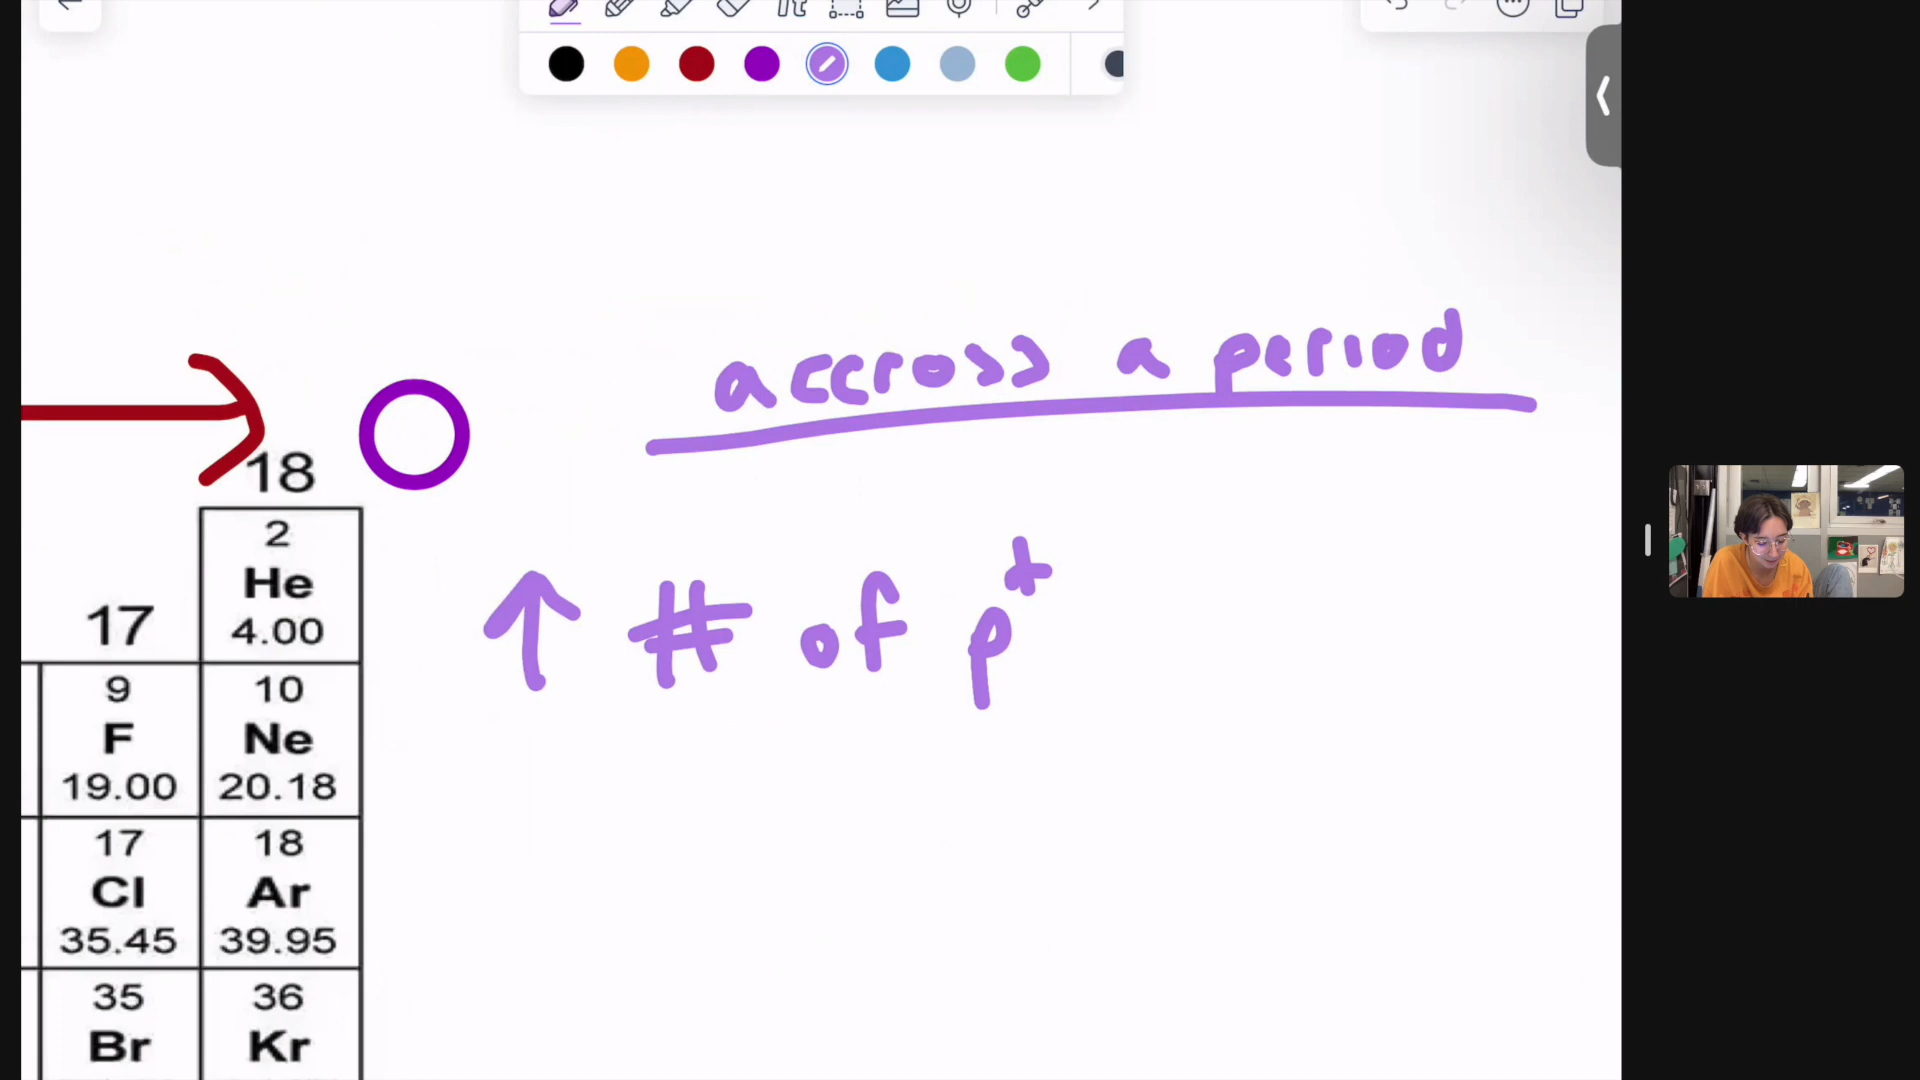 accross a period
18
2
He
4.00
↑ # of p⁺
17
9
F
19.00
10
Ne
20.18
17
Cl
35.45
18
Ar
39.95
35
Br
36
Kr